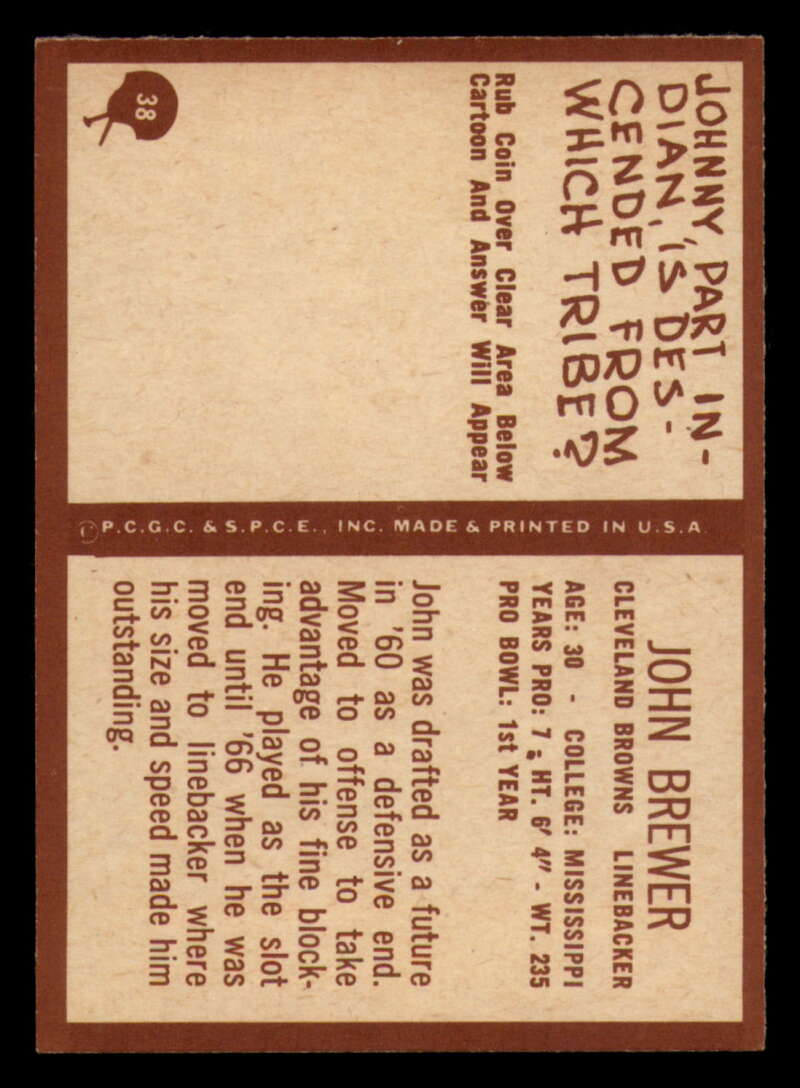 JOHNNY, PART IN-
DIAN, IS DES-
CENDED FROM
WHICH TRIBE?
Rub Coin Over Clear Area Below
Cartoon And Answer Will Appear
38
© P.C.G.C. & S.P.C.E., INC. MADE & PRINTED IN U.S.A.
JOHN BREWER
CLEVELAND BROWNS LINEBACKER
AGE: 30 - COLLEGE: MISSISSIPPI
YEARS PRO: 7 - HT. 6' 4" - WT. 235
PRO BOWL: 1st YEAR
John was drafted as a future
in '60 as a defensive end.
Moved to offense to take
advantage of his fine block-
ing. He played as the slot
end until '66 when he was
moved to linebacker where
his size and speed made him
outstanding.